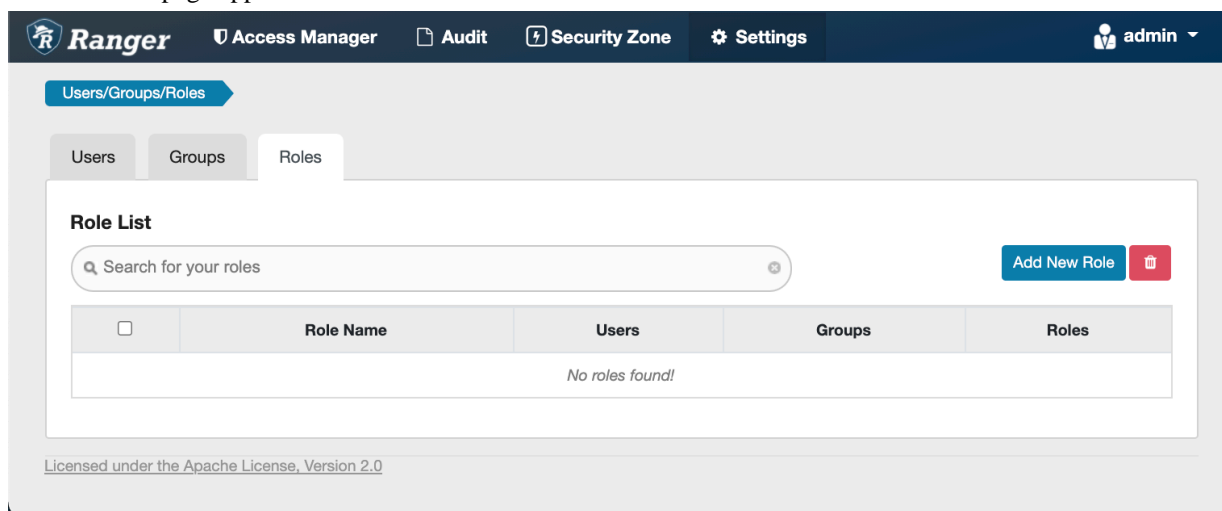 Ranger Access Manager Audit Security Zone Settings admin
Users/Groups/Roles
Users Groups Roles
Role List
Search for your roles
Add New Role
Role Name Users Groups Roles
No roles found!
Licensed under the Apache License, Version 2.0